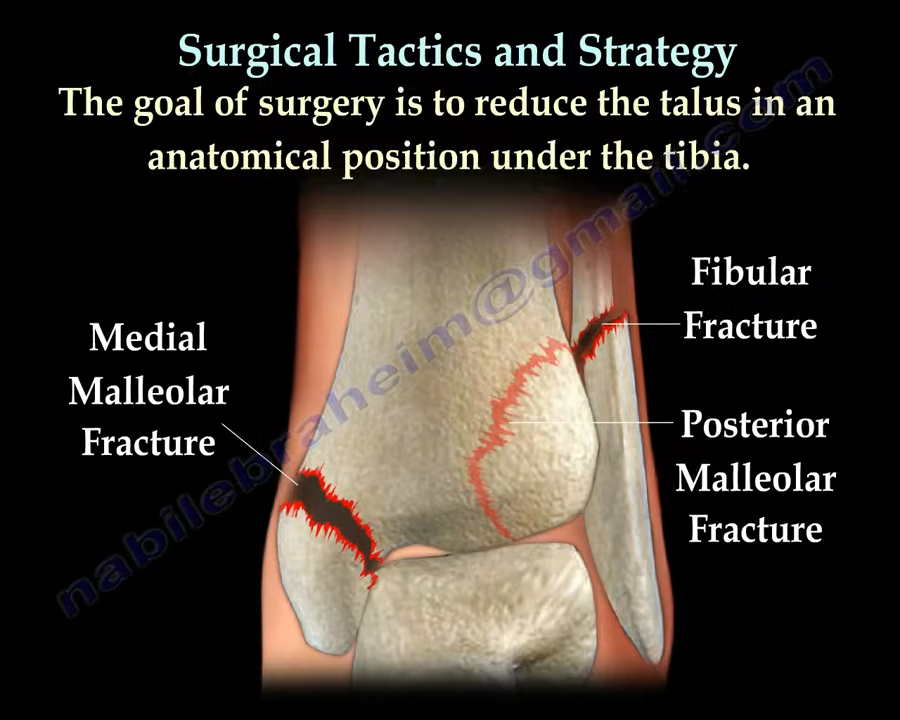 Surgical Tactics and Strategy
The goal of surgery is to reduce the talus in an
anatomical position under the tibia.
Fibular
Fracture
Medial
Malleolar
Fracture
Posterior
Malleolar
Fracture
nabilebraheim@gmail.com